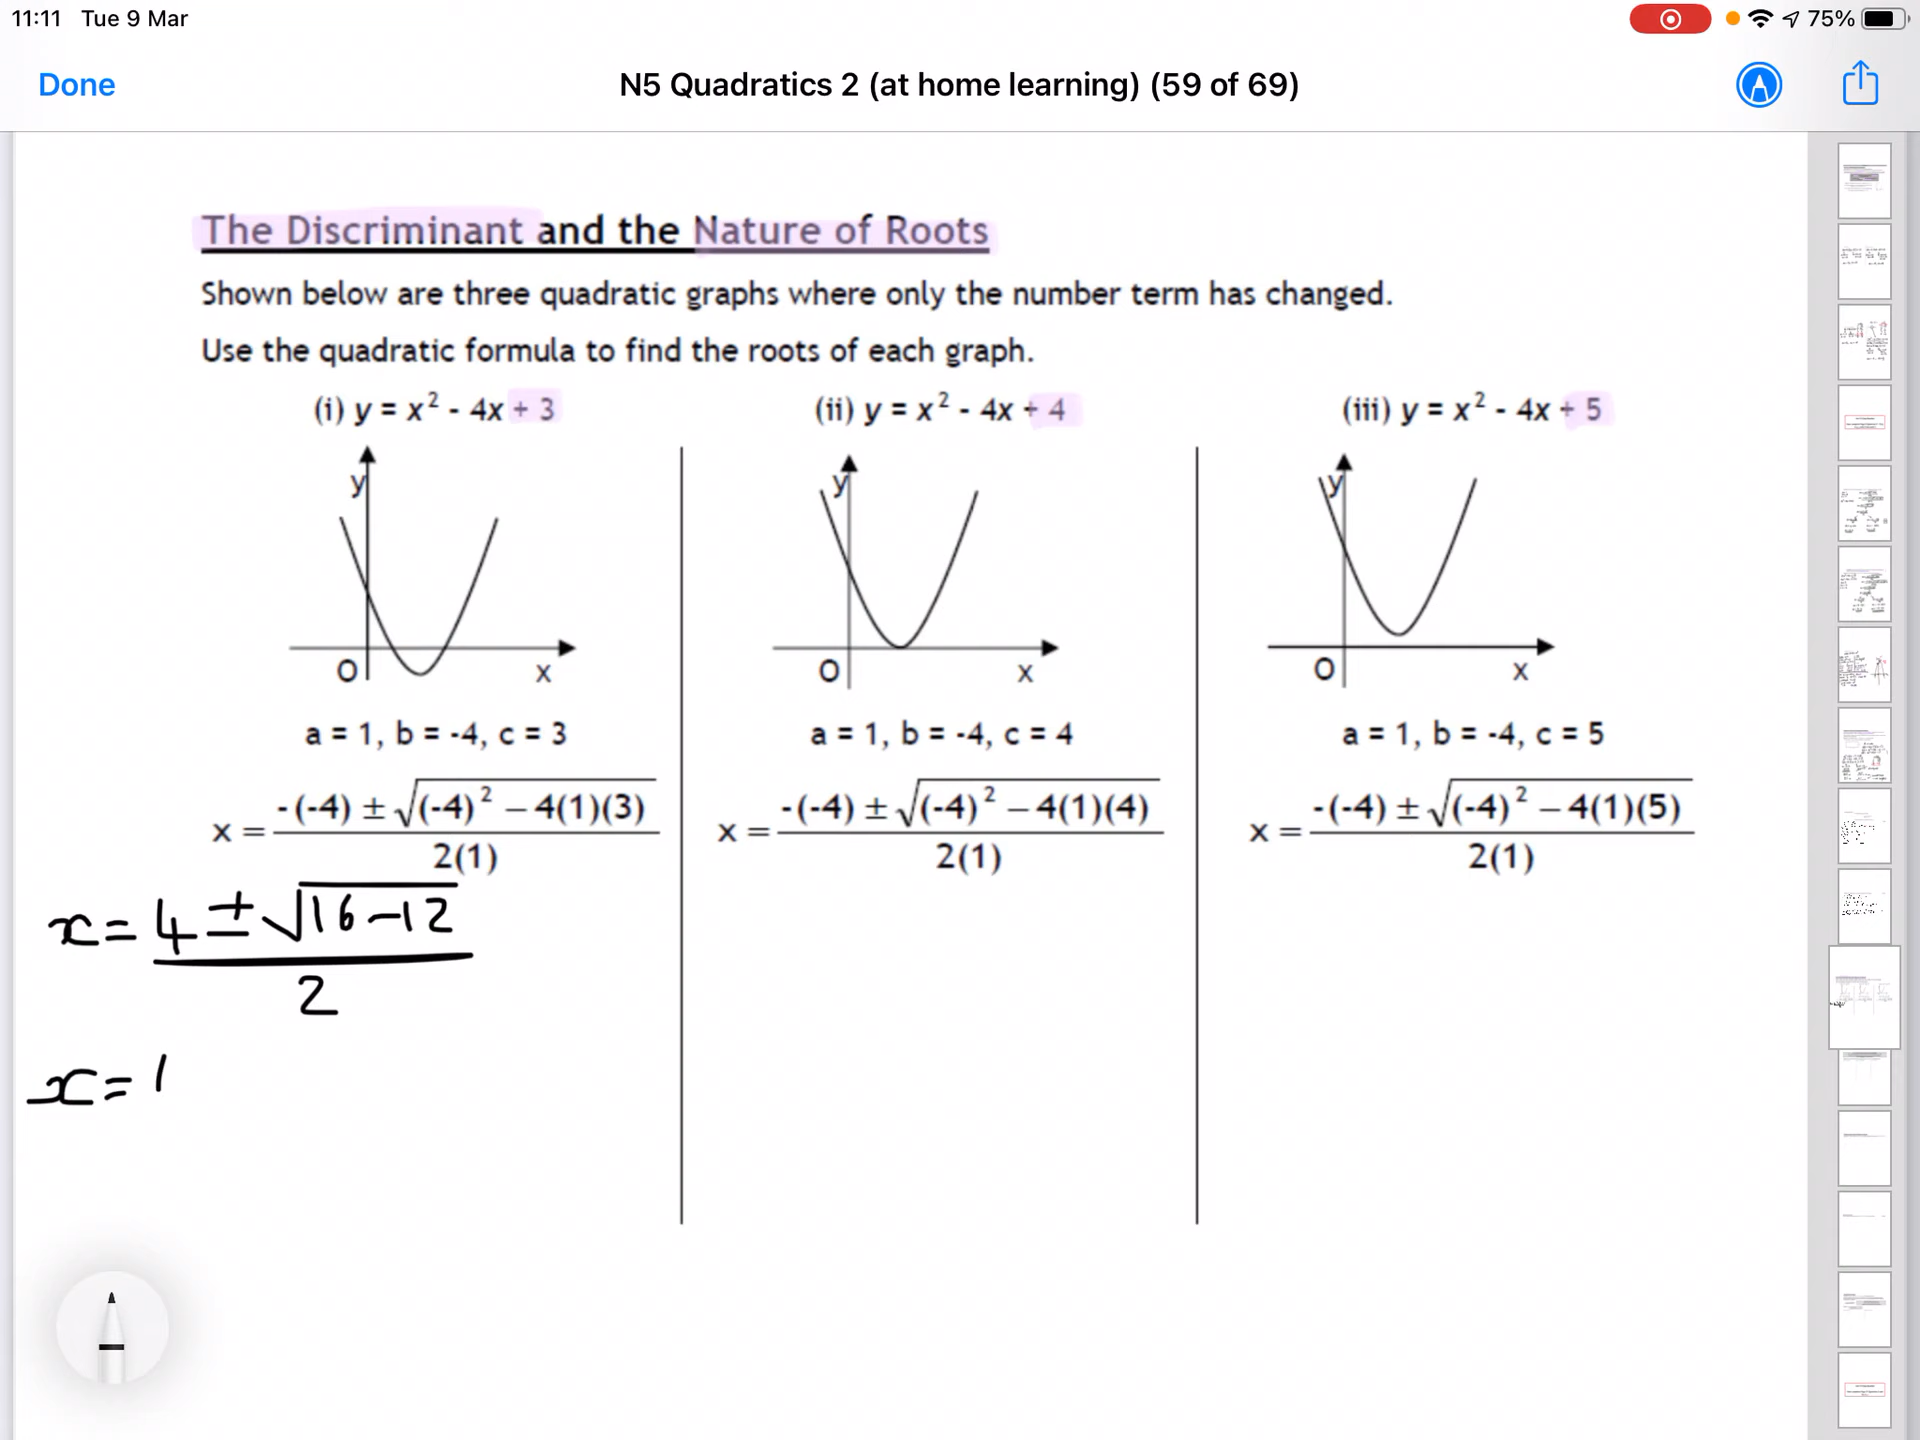 11:11 Tue 9 Mar 75%
Done N5 Quadratics 2 (at home learning) (59 of 69)
The Discriminant and the Nature of Roots
Shown below are three quadratic graphs where only the number term has changed.
Use the quadratic formula to find the roots of each graph.
(i) y = x² - 4x + 3
y
O x
a = 1, b = -4, c = 3
x = (-(-4) ± √((-4)² – 4(1)(3))) / 2(1)
x = (4 ± √(16 – 12)) / 2
x = 1
(ii) y = x² - 4x + 4
y
O x
a = 1, b = -4, c = 4
x = (-(-4) ± √((-4)² – 4(1)(4))) / 2(1)
(iii) y = x² - 4x + 5
y
O x
a = 1, b = -4, c = 5
x = (-(-4) ± √((-4)² – 4(1)(5))) / 2(1)